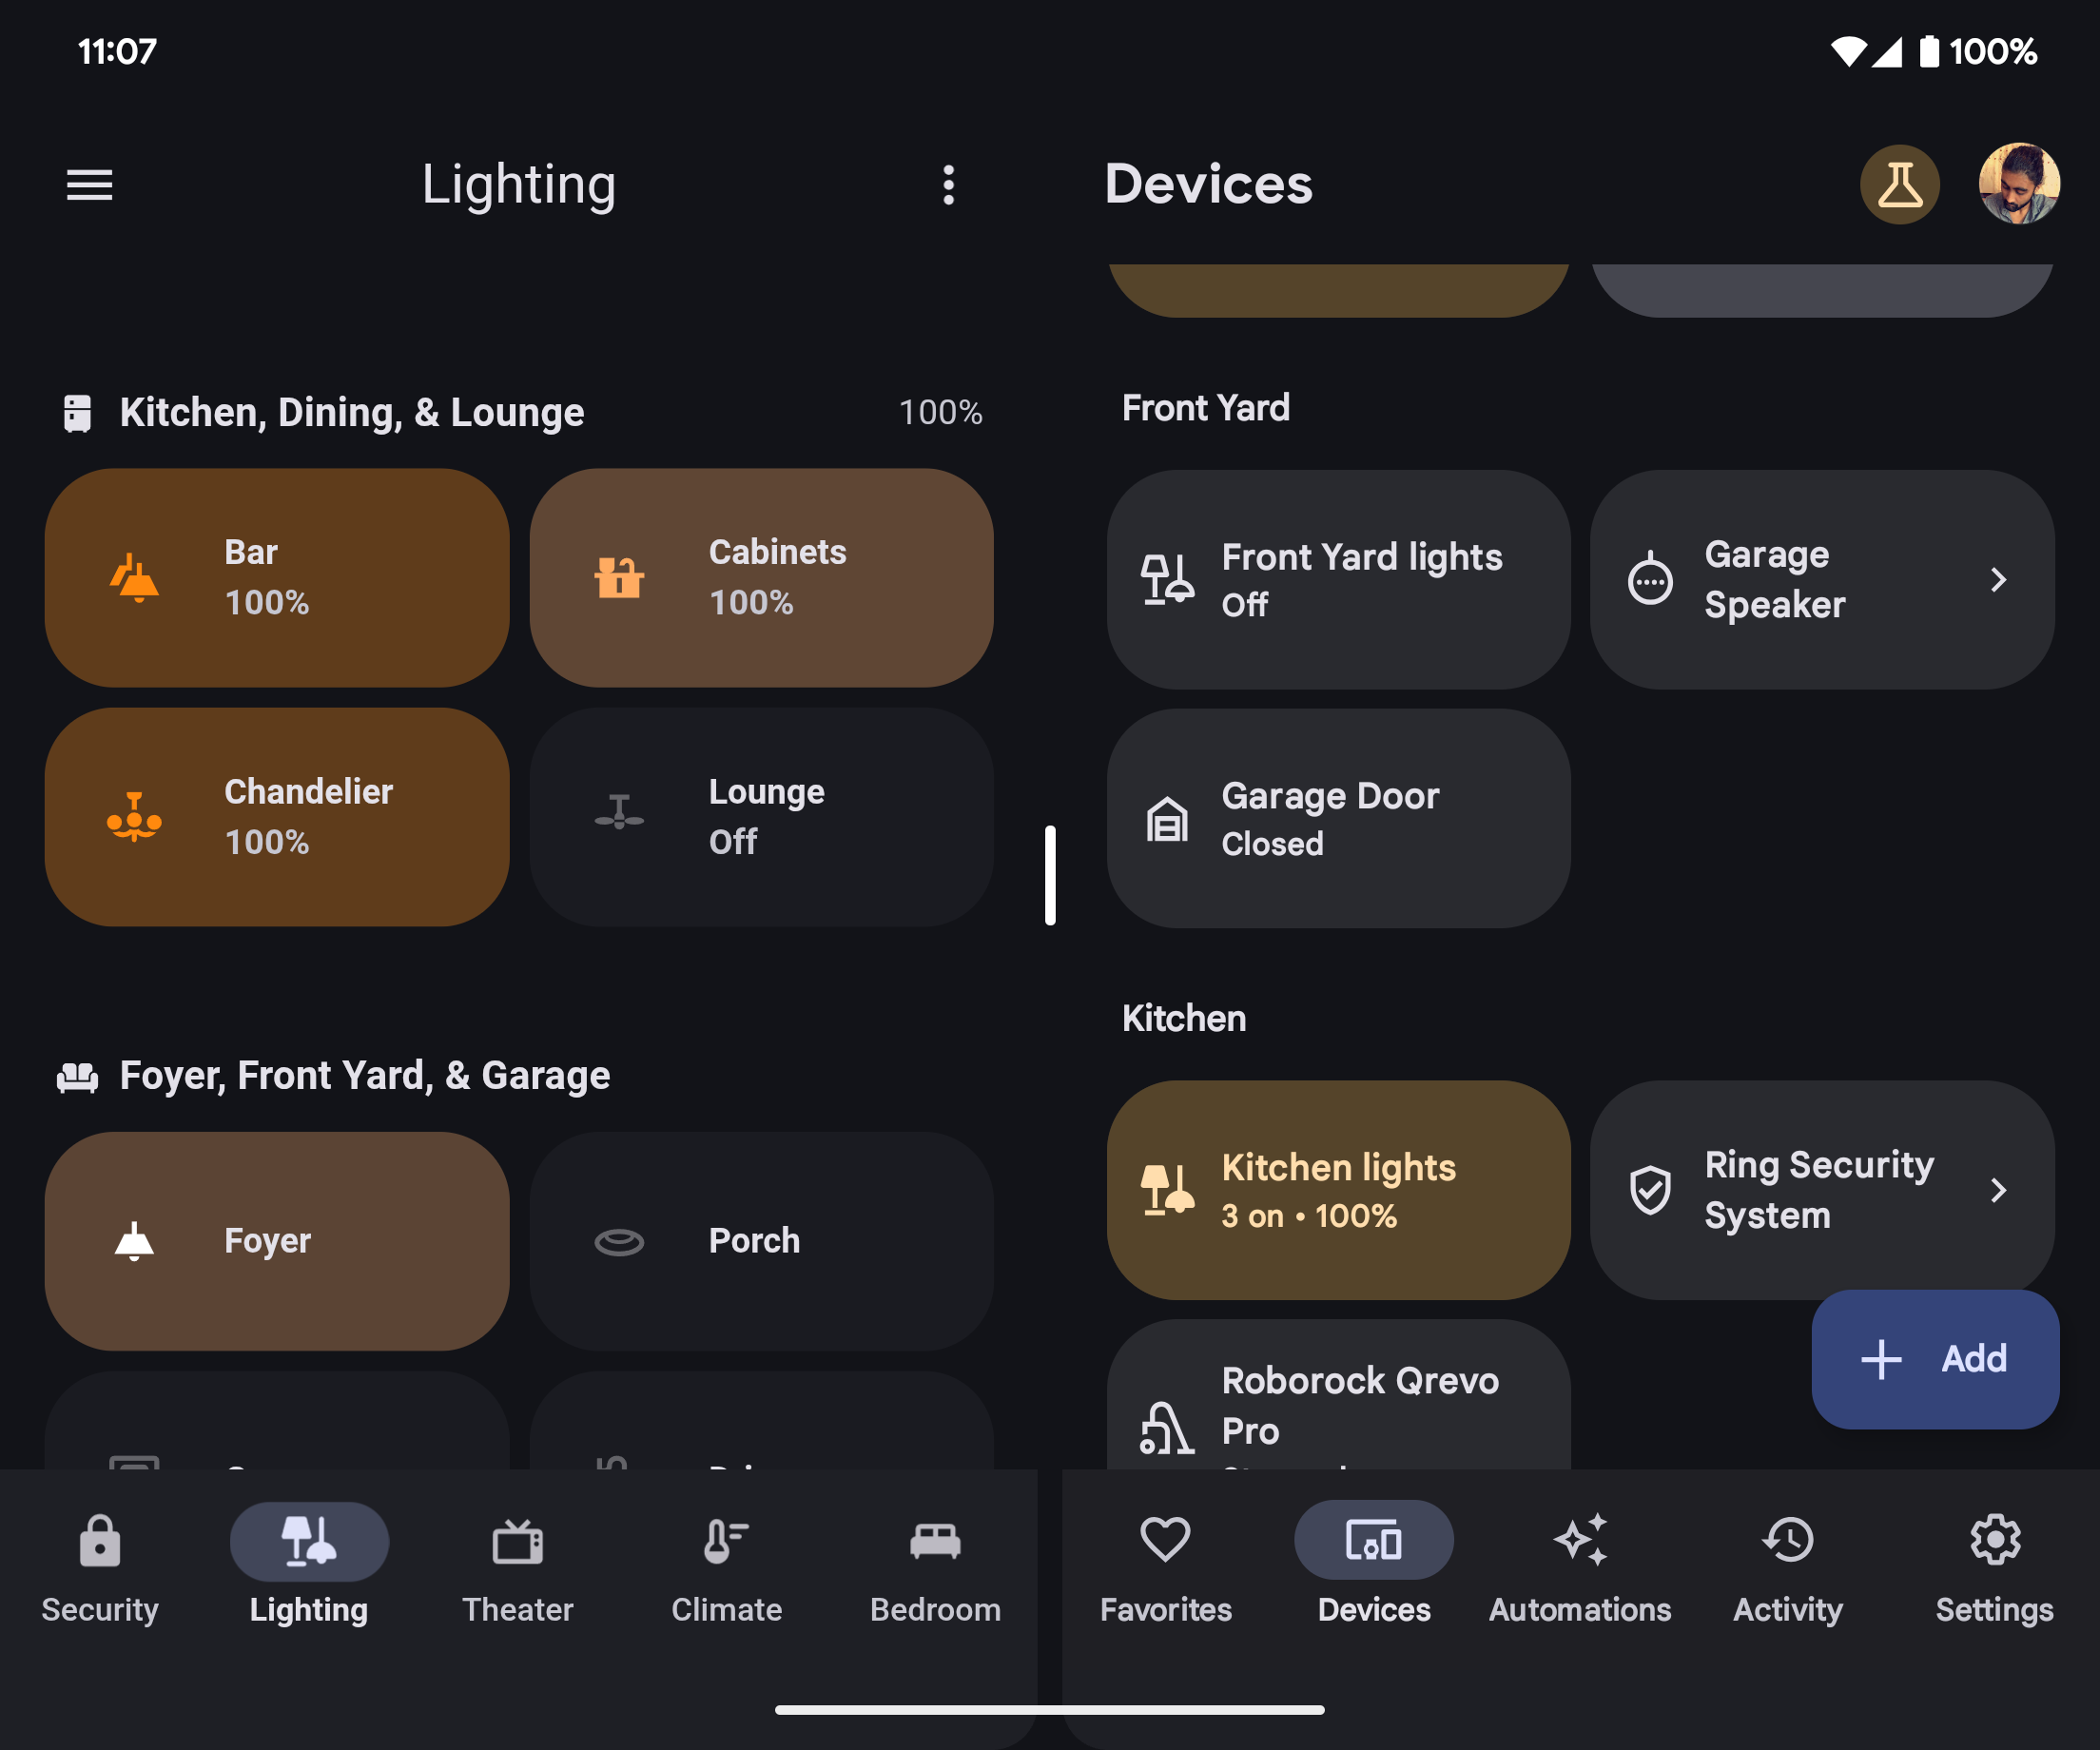 11:07
100%
Lighting
Kitchen, Dining, & Lounge
100%
Bar
100%
Cabinets
100%
Chandelier
100%
Lounge
Off
Foyer, Front Yard, & Garage
Foyer
Porch
Security
Lighting
Theater
Climate
Bedroom
Devices
Front Yard
Front Yard lights
Off
Garage
Speaker
Garage Door
Closed
Kitchen
Kitchen lights
3 on • 100%
Ring Security
System
Roborock Qrevo
Pro
Add
Favorites
Devices
Automations
Activity
Settings